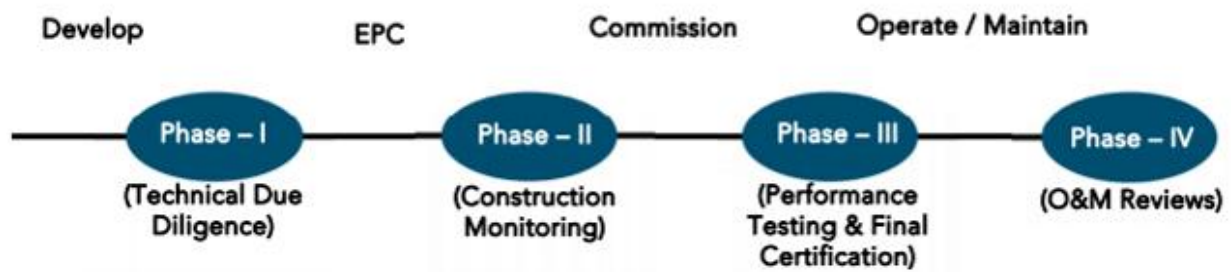 Develop
EPC
Commission
Operate / Maintain
Phase – I
Phase – II
Phase – III
Phase – IV
(Technical Due
Diligence)
(Construction
Monitoring)
(Performance
Testing & Final
Certification)
(O&M Reviews)